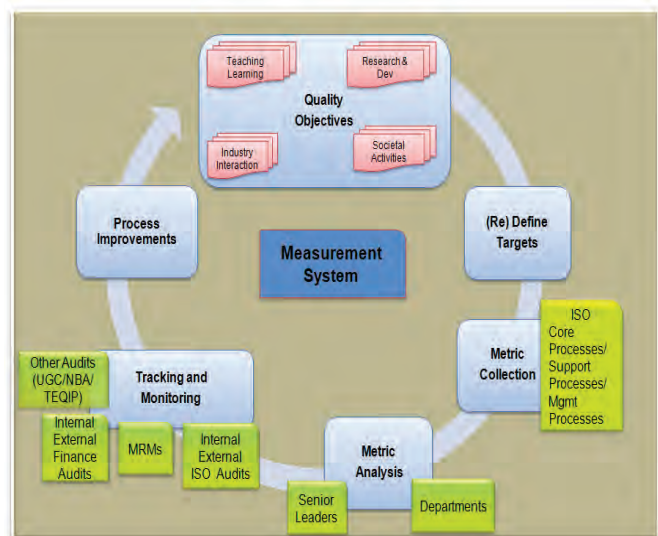 Teaching
Learning
Research &
Dev
Quality
Objectives
Industry
Interaction
Societal
Activities
Process
Improvements
(Re) Define
Targets
Measurement
System
ISO
Core
Processes/
Support
Processes/
Mgmt
Processes
Metric
Collection
Other Audits
(UGC/NBA/
TEQIP)
Tracking and
Monitoring
Internal
External
Finance
Audits
MRMs
Internal
External
ISO Audits
Metric
Analysis
Senior
Leaders
Departments